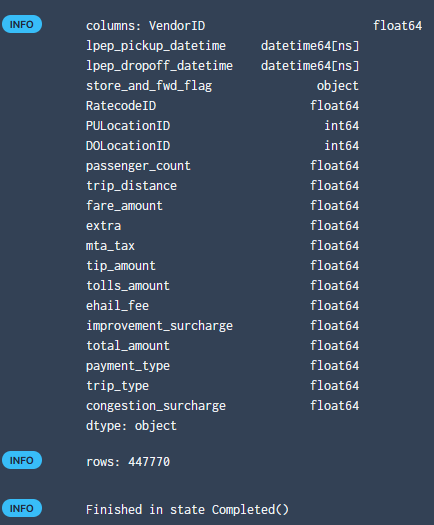 INFO columns: VendorID float64
lpep_pickup_datetime datetime64[ns]
lpep_dropoff_datetime datetime64[ns]
store_and_fwd_flag object
RatecodeID float64
PULocationID int64
DOLocationID int64
passenger_count float64
trip_distance float64
fare_amount float64
extra float64
mta_tax float64
tip_amount float64
tolls_amount float64
ehail_fee float64
improvement_surcharge float64
total_amount float64
payment_type float64
trip_type float64
congestion_surcharge float64
dtype: object
INFO rows: 447770
INFO Finished in state Completed()